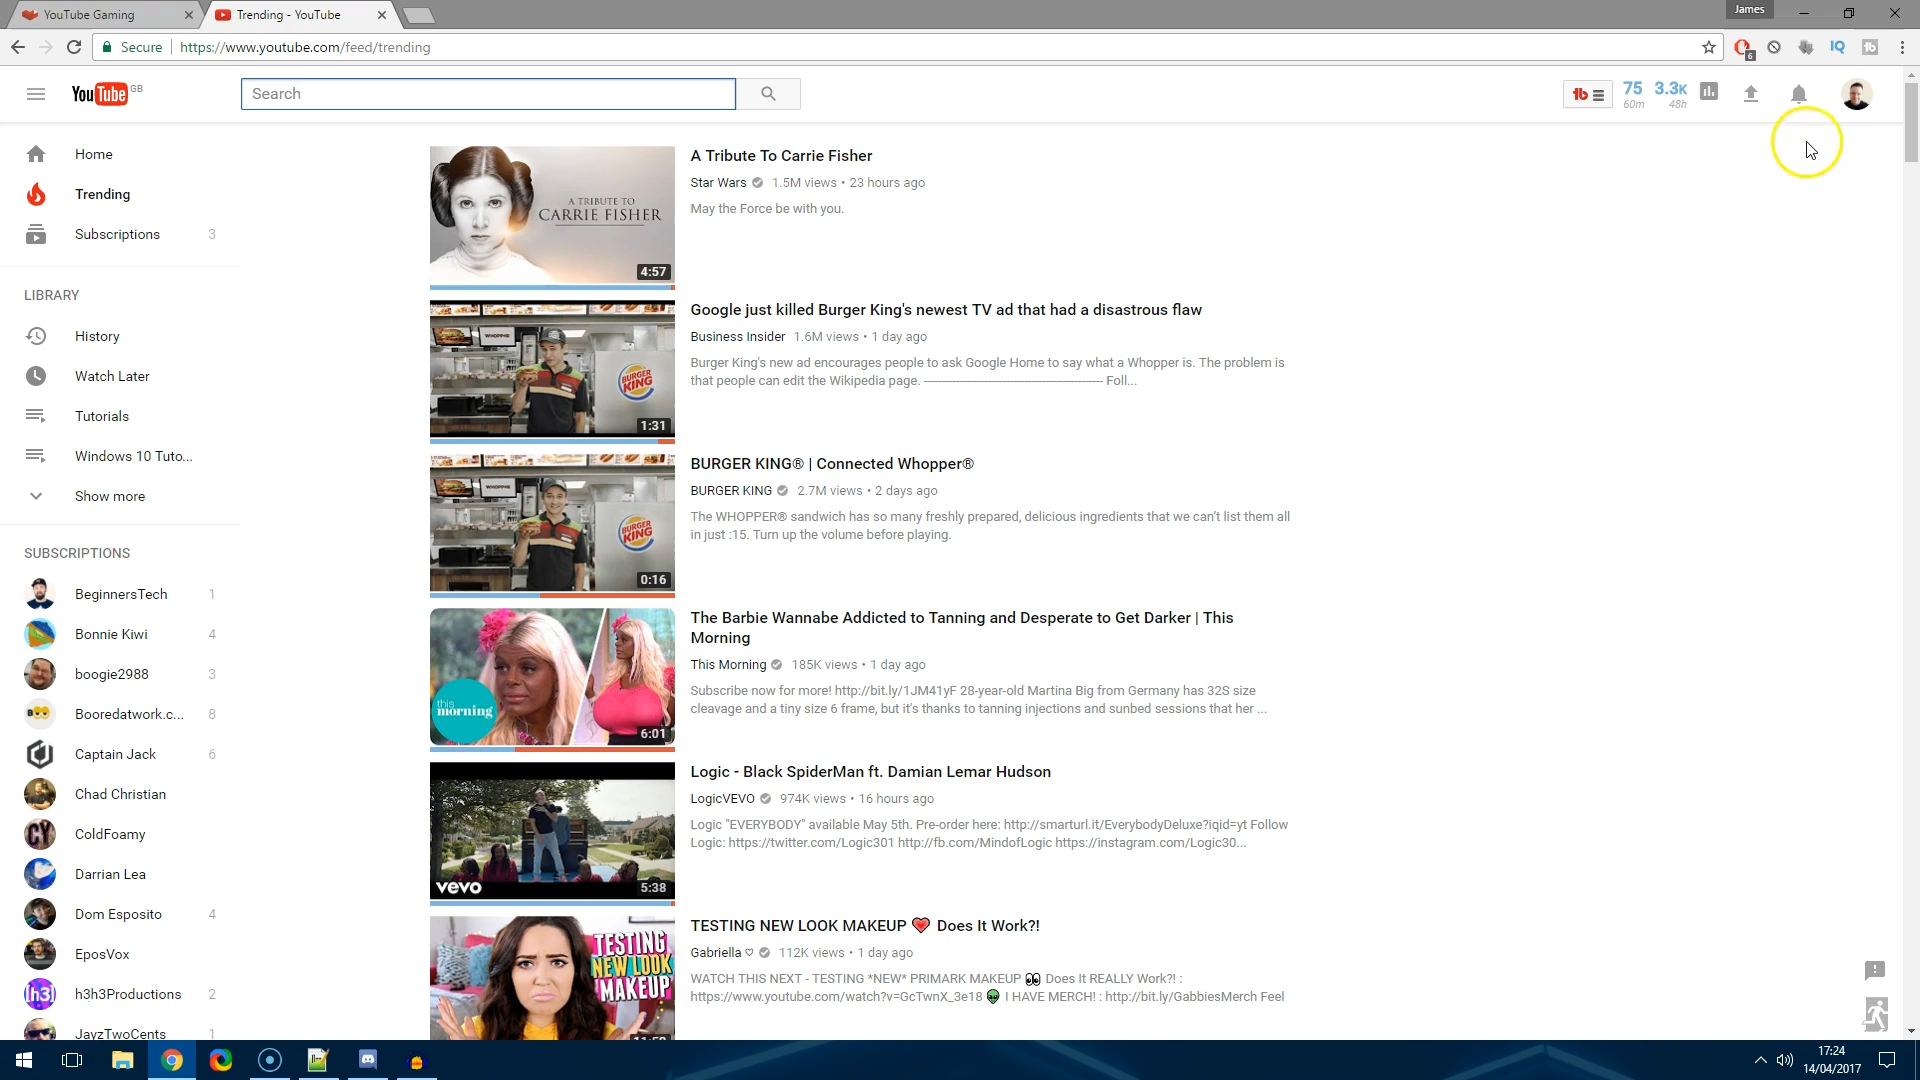 YouTube Gaming
Trending - YouTube
James
Secure
https://www.youtube.com/feed/trending
6
IQ
tb
YouTube GB
Search
tb
75
3.3K
60m
48h
Home
Trending
Subscriptions 3
LIBRARY
History
Watch Later
Tutorials
Windows 10 Tuto...
Show more
SUBSCRIPTIONS
BeginnersTech 1
Bonnie Kiwi 4
boogie2988 3
Booredatwork.c... 8
Captain Jack 6
Chad Christian
CY
ColdFoamy
Darrian Lea
Dom Esposito 4
EposVox
[h3]
h3h3Productions 2
JayzTwoCents 1
A TRIBUTE TO
CARRIE FISHER
4:57
A Tribute To Carrie Fisher
Star Wars 1.5M views • 23 hours ago
May the Force be with you.
BURGER
KING
1:31
Google just killed Burger King's newest TV ad that had a disastrous flaw
Business Insider 1.6M views • 1 day ago
Burger King's new ad encourages people to ask Google Home to say what a Whopper is. The problem is
that people can edit the Wikipedia page. -------------------------------------------------- Foll...
BURGER
KING
0:16
BURGER KING® | Connected Whopper®
BURGER KING 2.7M views • 2 days ago
The WHOPPER® sandwich has so many freshly prepared, delicious ingredients that we can't list them all
in just :15. Turn up the volume before playing.
this
morning
6:01
The Barbie Wannabe Addicted to Tanning and Desperate to Get Darker | This
Morning
This Morning 185K views • 1 day ago
Subscribe now for more! http://bit.ly/1JM41yF 28-year-old Martina Big from Germany has 32S size
cleavage and a tiny size 6 frame, but it's thanks to tanning injections and sunbed sessions that her ...
vevo
5:38
Logic - Black SpiderMan ft. Damian Lemar Hudson
LogicVEVO 974K views • 16 hours ago
Logic "EVERYBODY" available May 5th. Pre-order here: http://smarturl.it/EverybodyDeluxe?iqid=yt Follow
Logic: https://twitter.com/Logic301 http://fb.com/MindofLogic https://instagram.com/Logic30...
TESTING
NEW LOOK
MAKEUP
TESTING NEW LOOK MAKEUP ❤ Does It Work?!
Gabriella ♡ 112K views • 1 day ago
WATCH THIS NEXT - TESTING *NEW* PRIMARK MAKEUP 👀 Does It REALLY Work?! :
https://www.youtube.com/watch?v=GcTwnX_3e18 👽 I HAVE MERCH! : http://bit.ly/GabbiesMerch Feel
17:24
14/04/2017